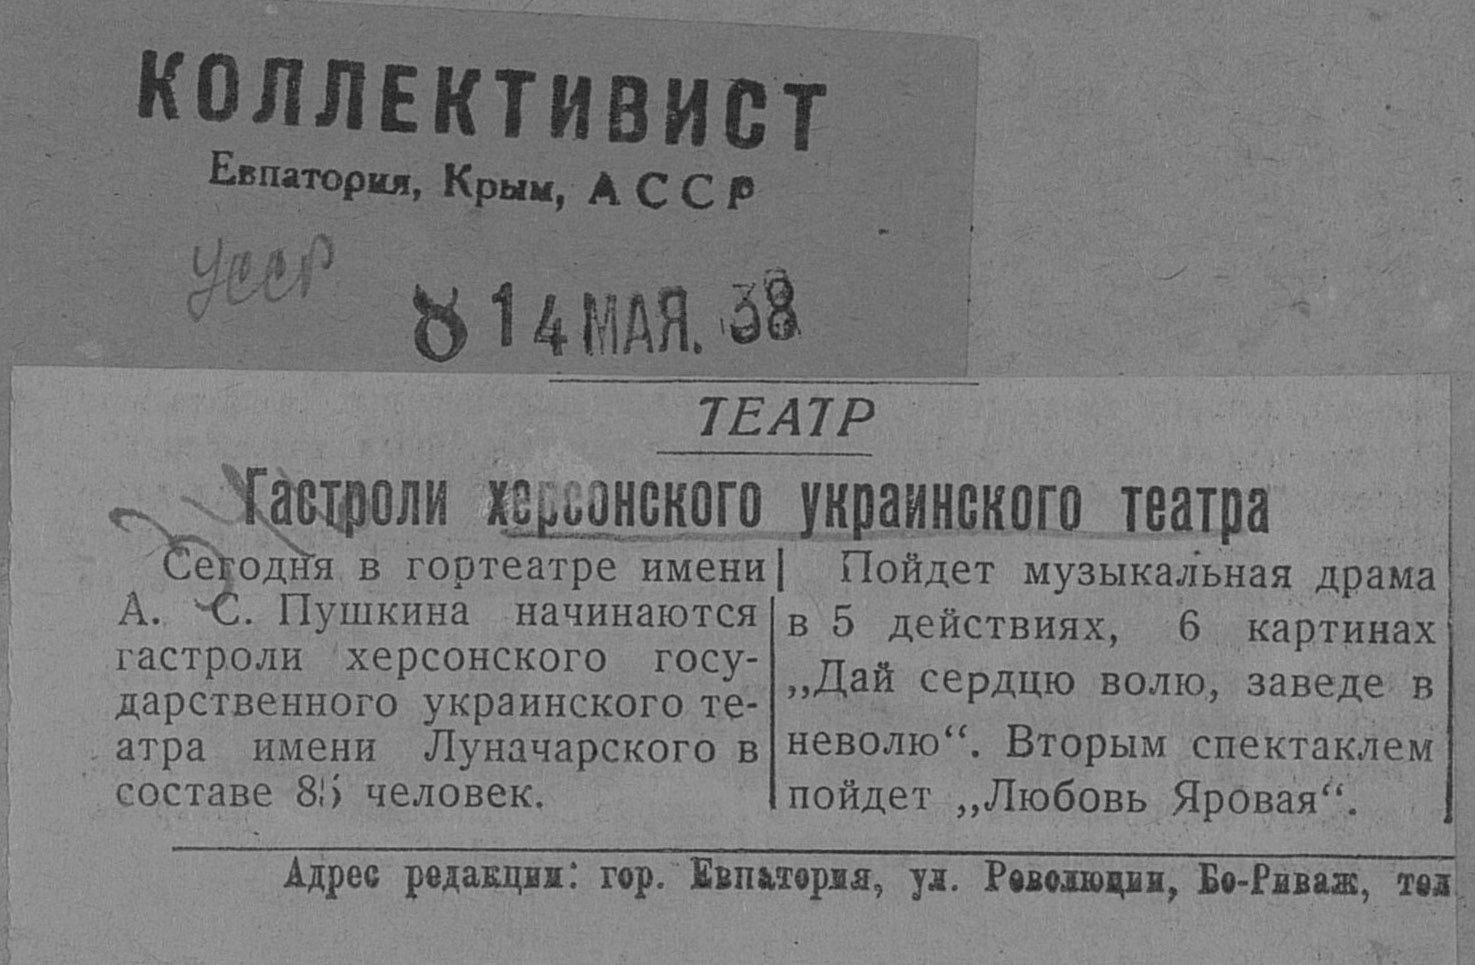 КОЛЛЕКТИВИСТ
Евпатория, Крым, АССР
УССР
14 МАЯ. 38
ТЕАТР
Гастроли херсонского украинского театра
Сегодня в гортеатре имени
А. С. Пушкина начинаются
гастроли херсонского госу-
дарственного украинского те-
атра имени Луначарского в
составе 85 человек.
Пойдет музыкальная драма
в 5 действиях, 6 картинах
„Дай сердцю волю, заведе в
неволю“. Вторым спектаклем
пойдет „Любовь Яровая“.
Адрес редакции: гор. Евпатория, ул. Революции, Бо-Риваж, тел